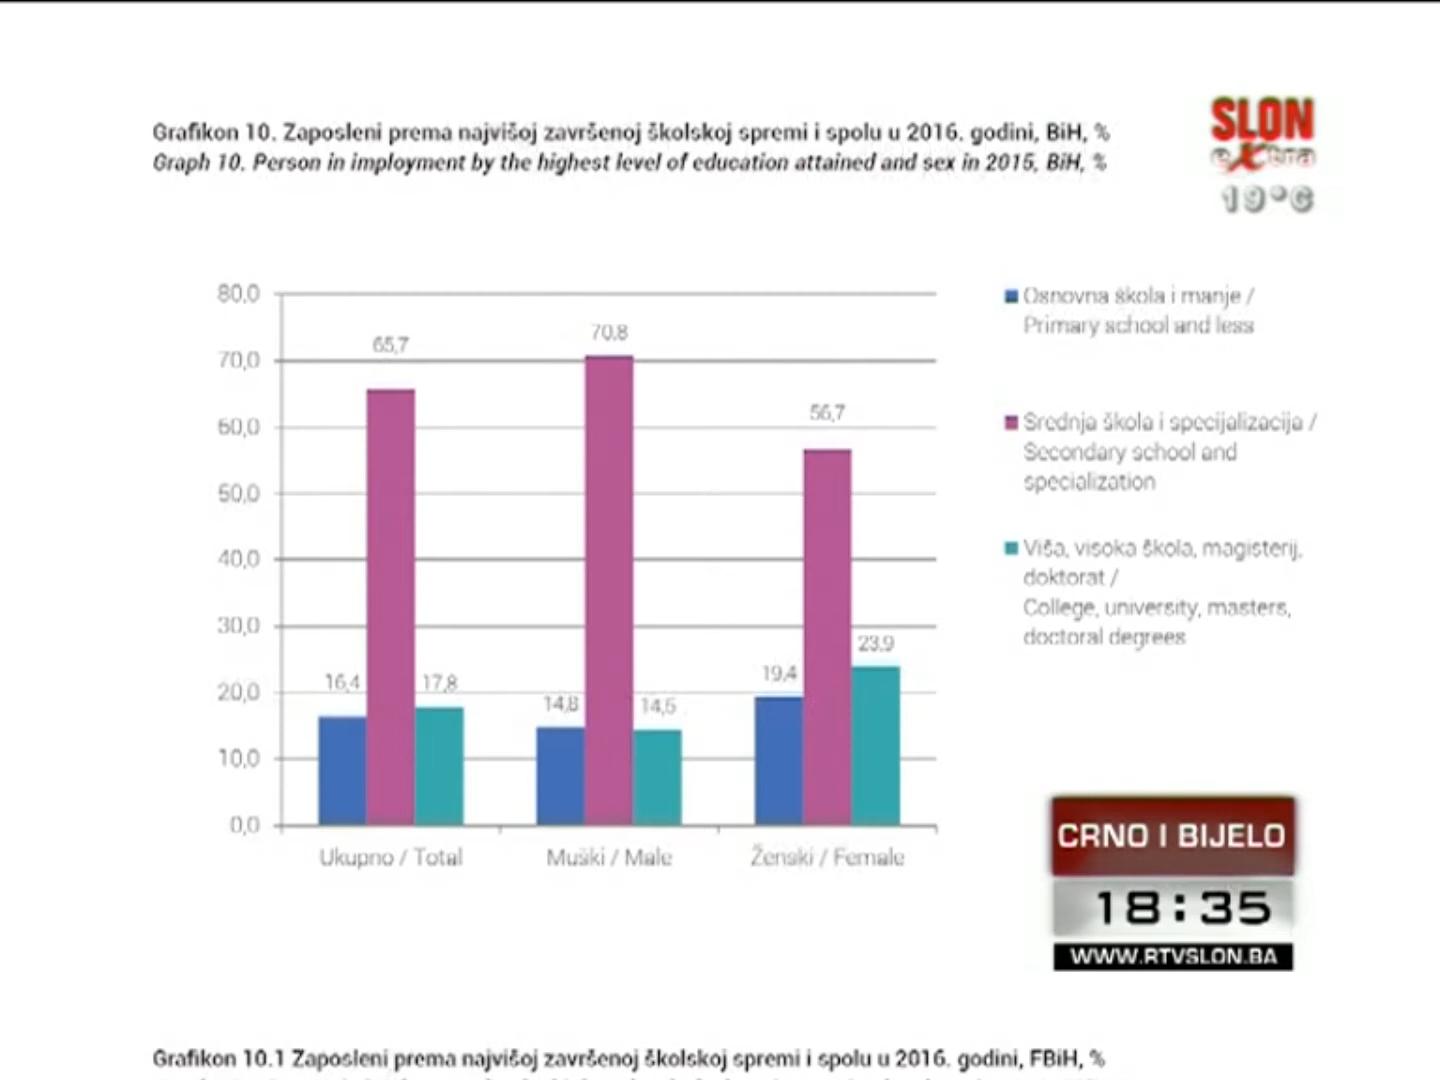 Grafikon 10. Zaposleni prema najvišoj završenoj školskoj spremi i spolu u 2016. godini, BiH, %
Graph 10. Person in imployment by the highest level of education attained and sex in 2015, BiH, %
SLON
eXtra
19°C
80,0
70,0
60,0
50,0
40,0
30,0
20,0
10,0
0,0
65,7
70,8
56,7
16,4
17,8
14,8
14,5
19,4
23,9
Ukupno / Total
Muški / Male
Ženski / Female
Osnovna škola i manje /
Primary school and less
Srednja škola i specijalizacija /
Secondary school and
specialization
Viša, visoka škola, magisterij,
doktorat /
College, university, masters,
doctoral degrees
CRNO I BIJELO
18:35
WWW.RTVSLON.BA
Grafikon 10.1 Zaposleni prema najvišoj završenoj školskoj spremi i spolu u 2016. godini, FBiH, %